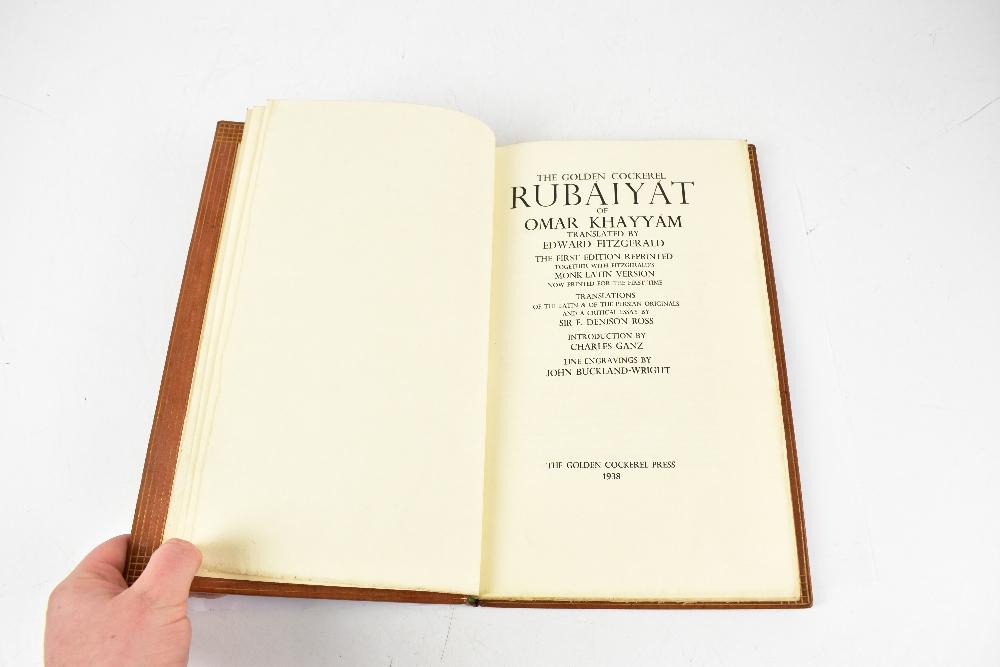 THE GOLDEN COCKEREL
RUBÁIYÁT
OF
OMAR KHAYYAM
TRANSLATED BY
EDWARD FITZGERALD
THE FIRST EDITION REPRINTED
TOGETHER WITH FITZGERALD'S
MONK LATIN VERSION
NOW PRINTED FOR THE FIRST TIME
TRANSLATIONS
OF THE LATIN & OF THE PERSIAN ORIGINALS
AND A CRITICAL ESSAY BY
SIR E. DENISON ROSS
INTRODUCTION BY
CHARLES GANZ
LINE ENGRAVINGS BY
JOHN BUCKLAND-WRIGHT
THE GOLDEN COCKEREL PRESS
1938